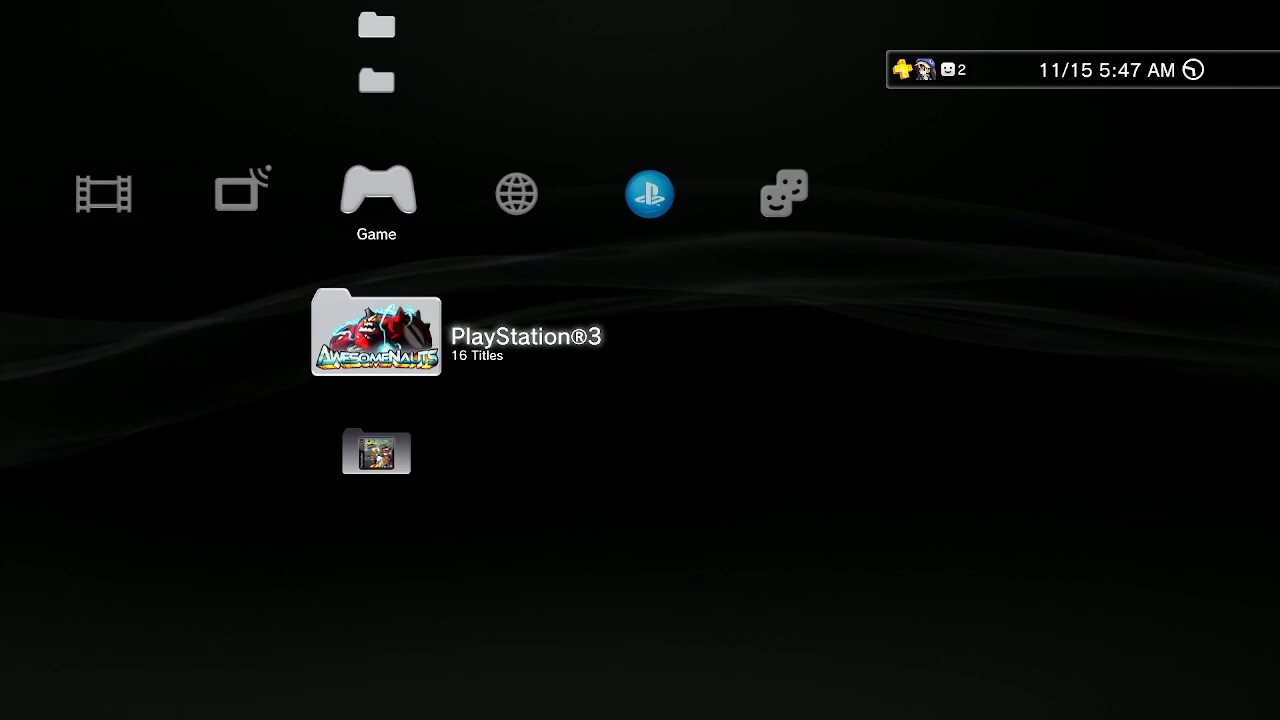 2
11/15 5:47 AM
Game
AWESOMENAUTS
PlayStation®3
16 Titles